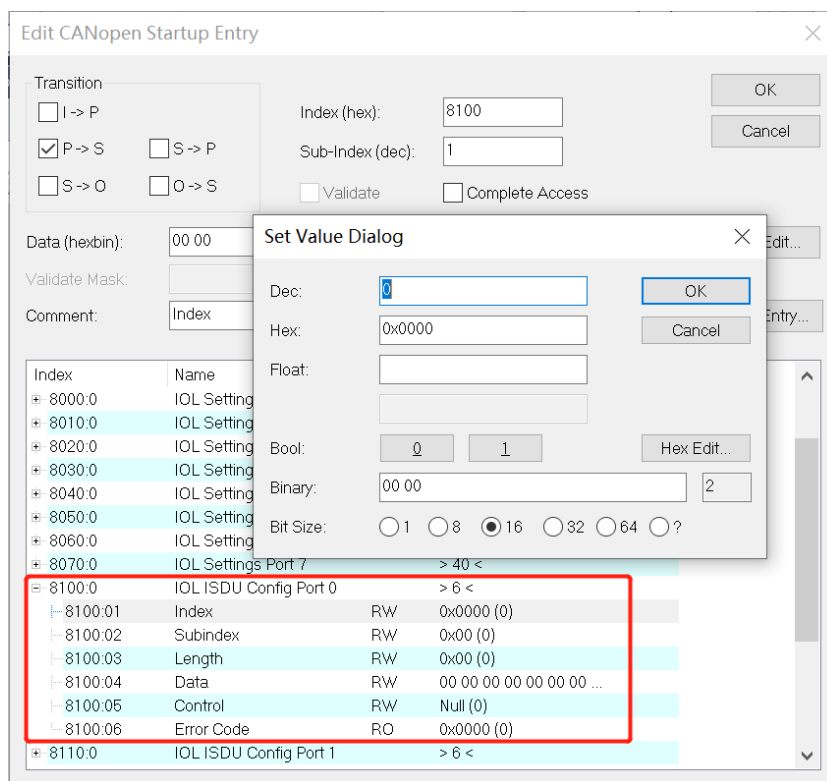 Edit CANopen Startup Entry
Transition
I -> P
P -> S
S -> P
S -> O
O -> S
Index (hex):
8100
Sub-Index (dec):
1
Validate
Complete Access
OK
Cancel
Data (hexbin):
00 00
Edit...
Validate Mask:
Comment:
Index
Entry...
Set Value Dialog
Dec:
0
OK
Hex:
0x0000
Cancel
Float:
Bool:
0
1
Hex Edit...
Binary:
00 00
2
Bit Size:
1
8
16
32
64
?
Index Name
8000:0 IOL Setting
8010:0 IOL Setting
8020:0 IOL Setting
8030:0 IOL Setting
8040:0 IOL Setting
8050:0 IOL Setting
8060:0 IOL Setting
8070:0 IOL Settings Port 7 > 40 <
8100:0 IOL ISDU Config Port 0 > 6 <
8100:01 Index RW 0x0000 (0)
8100:02 Subindex RW 0x00 (0)
8100:03 Length RW 0x00 (0)
8100:04 Data RW 00 00 00 00 00 00 00 ...
8100:05 Control RW Null (0)
8100:06 Error Code RO 0x0000 (0)
8110:0 IOL ISDU Config Port 1 > 6 <